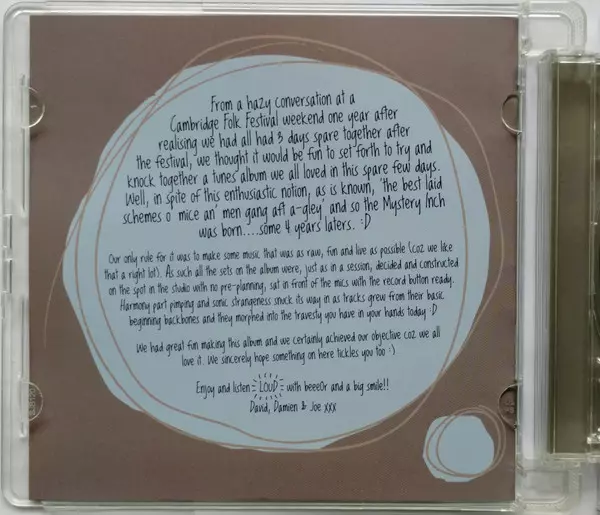 From a hazy conversation at a
Cambridge Folk Festival weekend one year after
realising we had all had 3 days spare together after
the festival, we thought it would be fun to set forth to try and
knock together a tunes album we all loved in this spare few days.
Well, in spite of this enthusiastic notion, as is known, 'the best laid
schemes o' mice an' men gang aft a-gley' and so the Mystery Inch
was born....some 4 years laters. :D
Our only rule for it was to make some music that was as raw, fun and live as possible (coz we like
that a right lot). As such all the sets on the album were, just as in a session, decided and constructed
on the spot in the studio with no pre-planning, sat in front of the mics with the record button ready.
Harmony part pimping and sonic strangeness snuck its way in as tracks grew from their basic
beginning backbones and they morphed into the travesty you have in your hands today :D
We had great fun making this album and we certainly achieved our objective coz we all
love it. We sincerely hope something on here tickles you too :)
Enjoy and listen LOUD with beeeOr and a big smile!!
David, Damien & Joe xxx